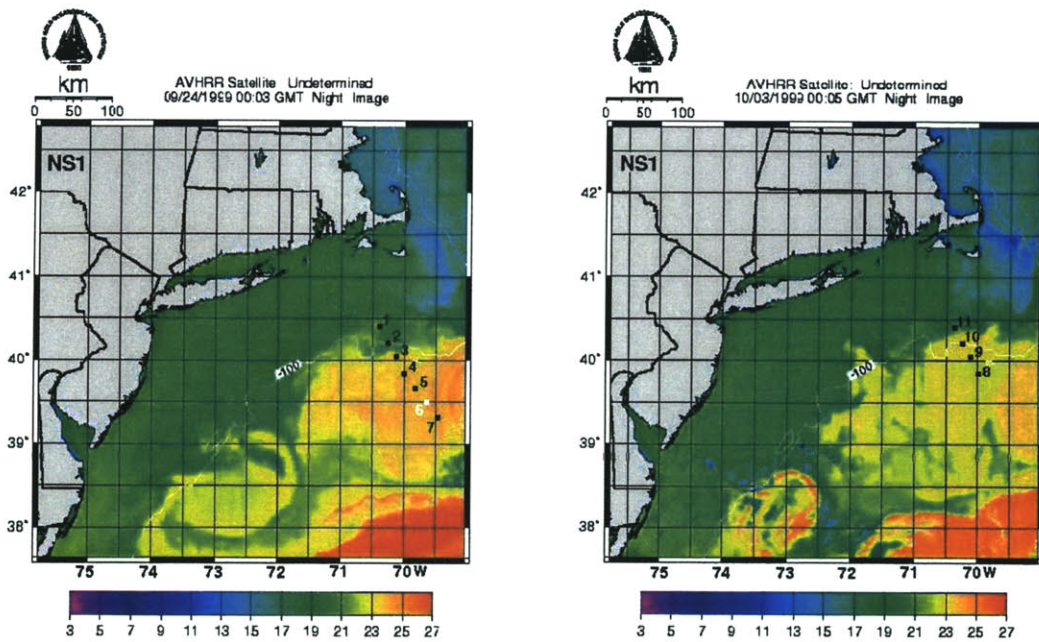 km
0 50 100
AVHRR Satellite Undetermined
09/24/1999 00:03 GMT Night Image
NS1
42°
41°
40°
39°
38°
1
2
3
4
5
6
7
-100
75 74 73 72 71 70W
3 5 7 9 11 13 15 17 19 21 23 25 27
km
0 50 100
AVHRR Satellite: Undetermined
10/03/1999 00:05 GMT Night Image
NS1
42°
41°
40°
39°
38°
11
10
9
8
-100
75 74 73 72 71 70W
3 5 7 9 11 13 15 17 19 21 23 25 27